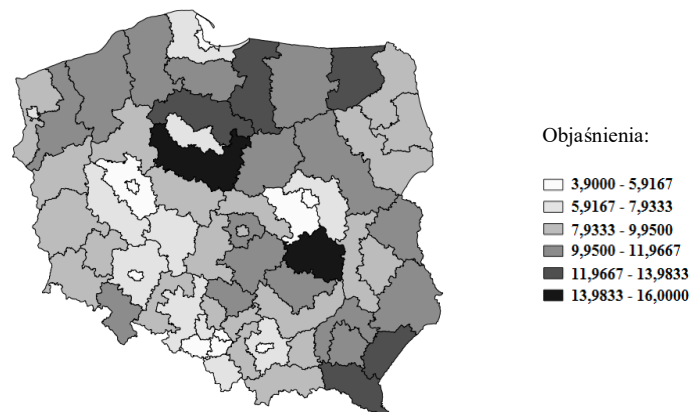 Objaśnienia:
3,9000 - 5,9167
5,9167 - 7,9333
7,9333 - 9,9500
9,9500 - 11,9667
11,9667 - 13,9833
13,9833 - 16,0000